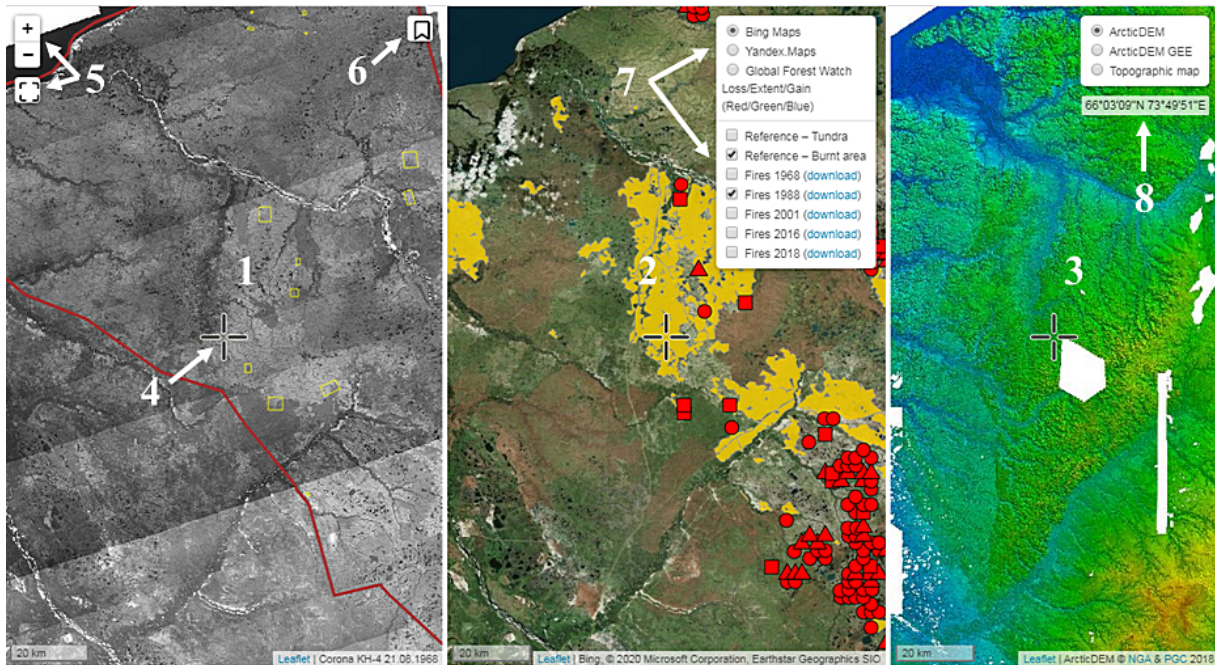 +
−
5
6
1
4
20 km
Leaflet | Corona KH-4 21.08.1968
Bing Maps
Yandex.Maps
Global Forest Watch
Loss/Extent/Gain
(Red/Green/Blue)
Reference – Tundra
Reference – Burnt area
Fires 1968 (download)
Fires 1988 (download)
Fires 2001 (download)
Fires 2016 (download)
Fires 2018 (download)
7
2
20 km
Leaflet | Bing, © 2020 Microsoft Corporation, Earthstar Geographics SIO
ArcticDEM
ArcticDEM GEE
Topographic map
66°03'09"N 73°49'51"E
8
3
20 km
Leaflet | ArcticDEM © NGA & PGC 2018